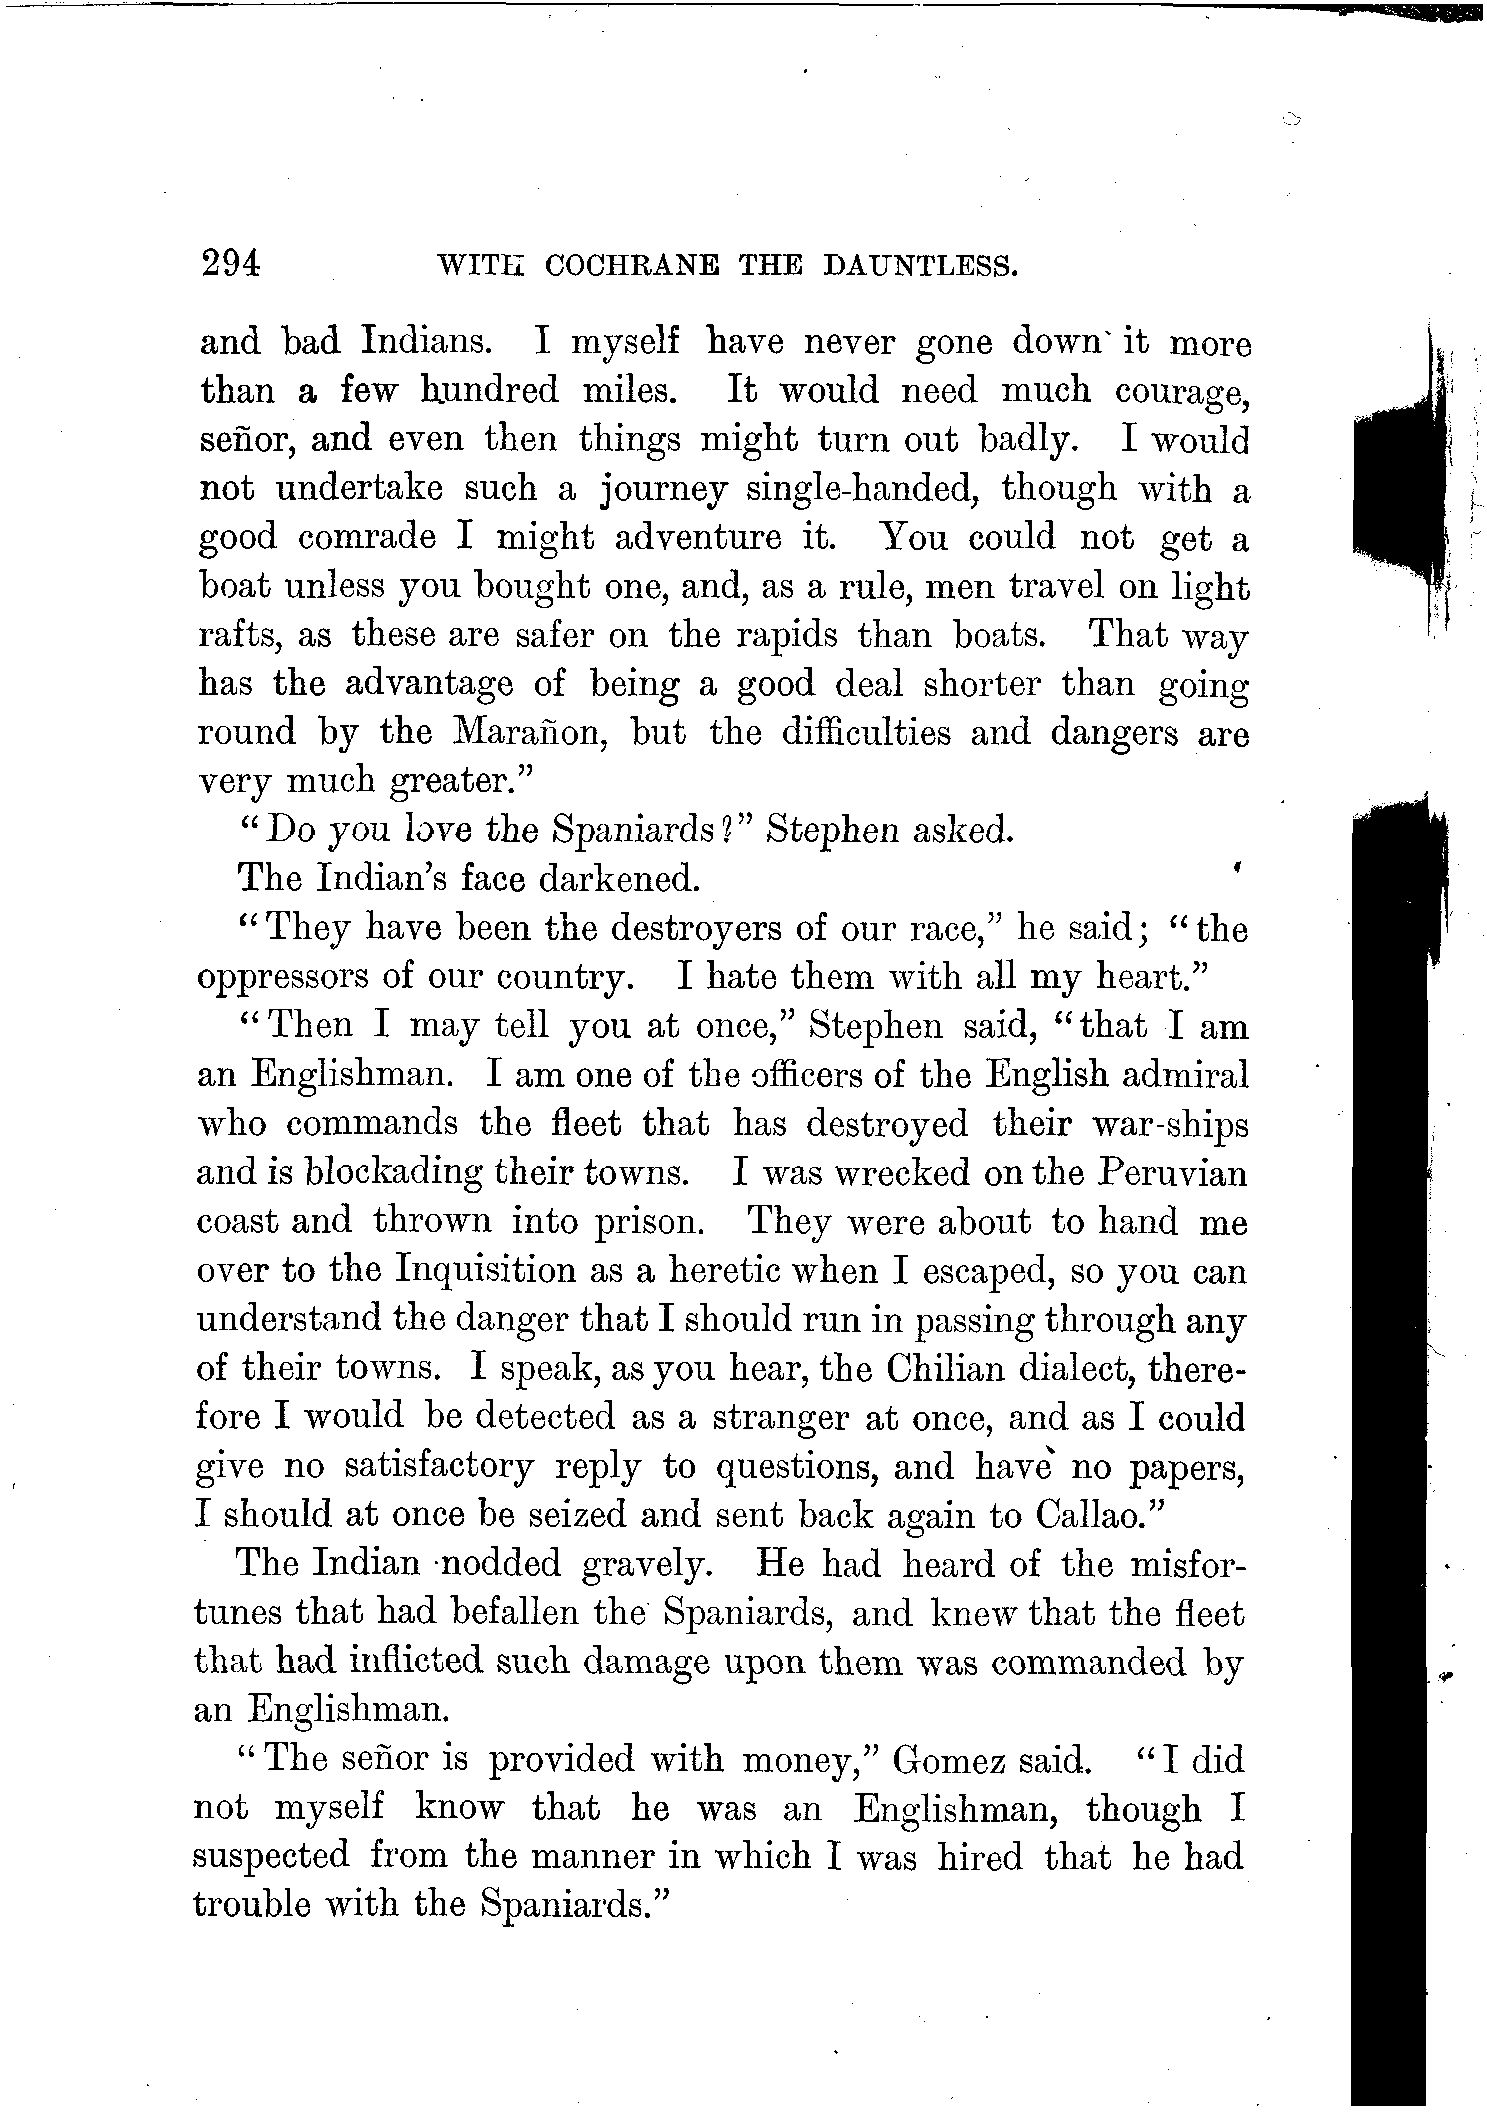 294 WITH COCHRANE THE DAUNTLESS.
and bad Indians. I myself have never gone down it more
than a few hundred miles. It would need much courage,
señor, and even then things might turn out badly. I would
not undertake such a journey single-handed, though with a
good comrade I might adventure it. You could not get a
boat unless you bought one, and, as a rule, men travel on light
rafts, as these are safer on the rapids than boats. That way
has the advantage of being a good deal shorter than going
round by the Marañon, but the difficulties and dangers are
very much greater."
"Do you love the Spaniards?" Stephen asked.
The Indian's face darkened.
"They have been the destroyers of our race," he said; "the
oppressors of our country. I hate them with all my heart."
"Then I may tell you at once," Stephen said, "that I am
an Englishman. I am one of the officers of the English admiral
who commands the fleet that has destroyed their war-ships
and is blockading their towns. I was wrecked on the Peruvian
coast and thrown into prison. They were about to hand me
over to the Inquisition as a heretic when I escaped, so you can
understand the danger that I should run in passing through any
of their towns. I speak, as you hear, the Chilian dialect, there-
fore I would be detected as a stranger at once, and as I could
give no satisfactory reply to questions, and have no papers,
I should at once be seized and sent back again to Callao."
The Indian nodded gravely. He had heard of the misfor-
tunes that had befallen the Spaniards, and knew that the fleet
that had inflicted such damage upon them was commanded by
an Englishman.
"The señor is provided with money," Gomez said. "I did
not myself know that he was an Englishman, though I
suspected from the manner in which I was hired that he had
trouble with the Spaniards."